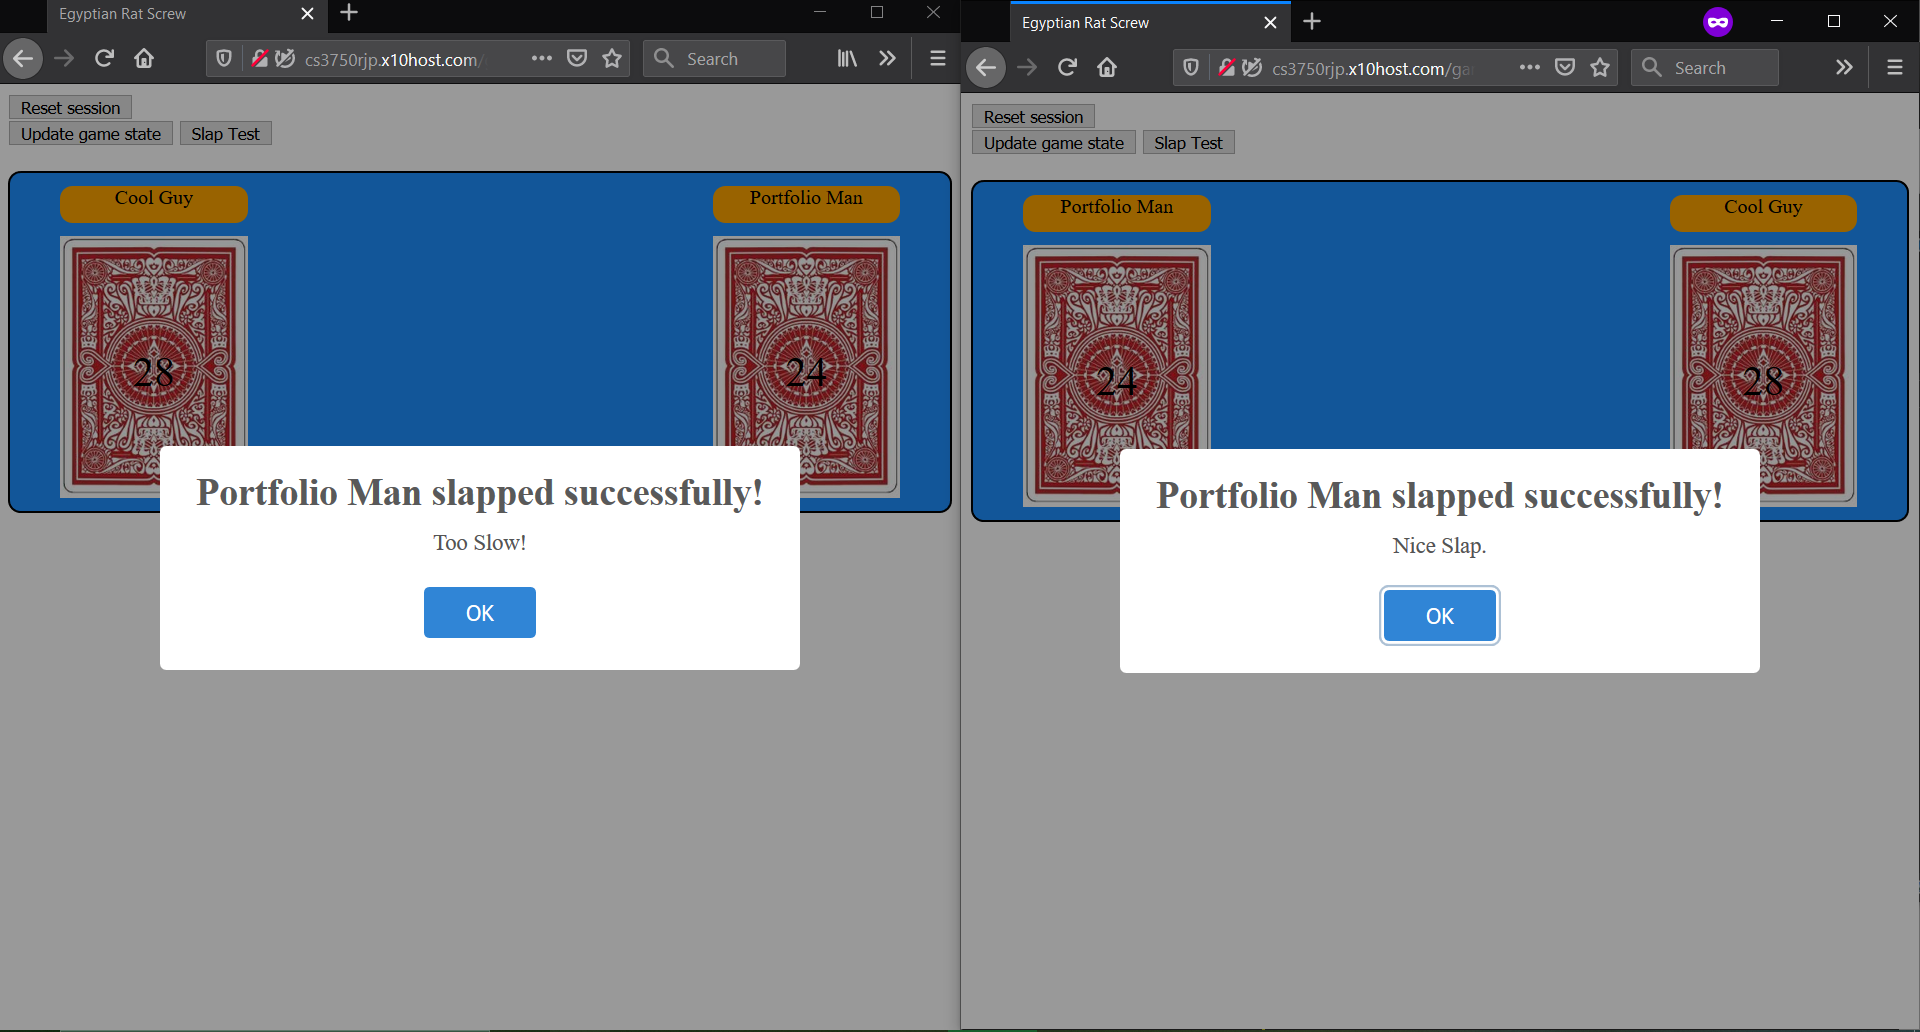 Egyptian Rat Screw
cs3750rjp.x10host.com/
Search
Reset session
Update game state
Slap Test
Cool Guy
Portfolio Man
28
24
Portfolio Man slapped successfully!
Too Slow!
OK
Egyptian Rat Screw
cs3750rjp.x10host.com/ga
Search
Reset session
Update game state
Slap Test
Portfolio Man
Cool Guy
24
28
Portfolio Man slapped successfully!
Nice Slap.
OK